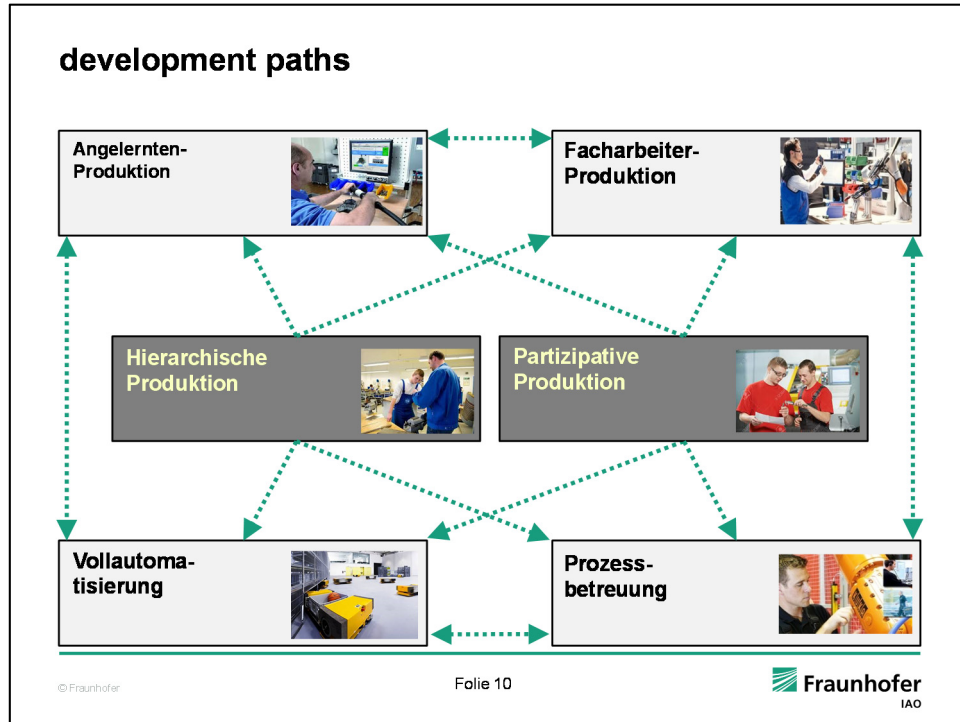 development paths
Angelernten-
Produktion
Facharbeiter-
Produktion
Hierarchische
Produktion
Partizipative
Produktion
Vollautoma-
tisierung
Prozess-
betreuung
© Fraunhofer
Folie 10
Fraunhofer
IAO